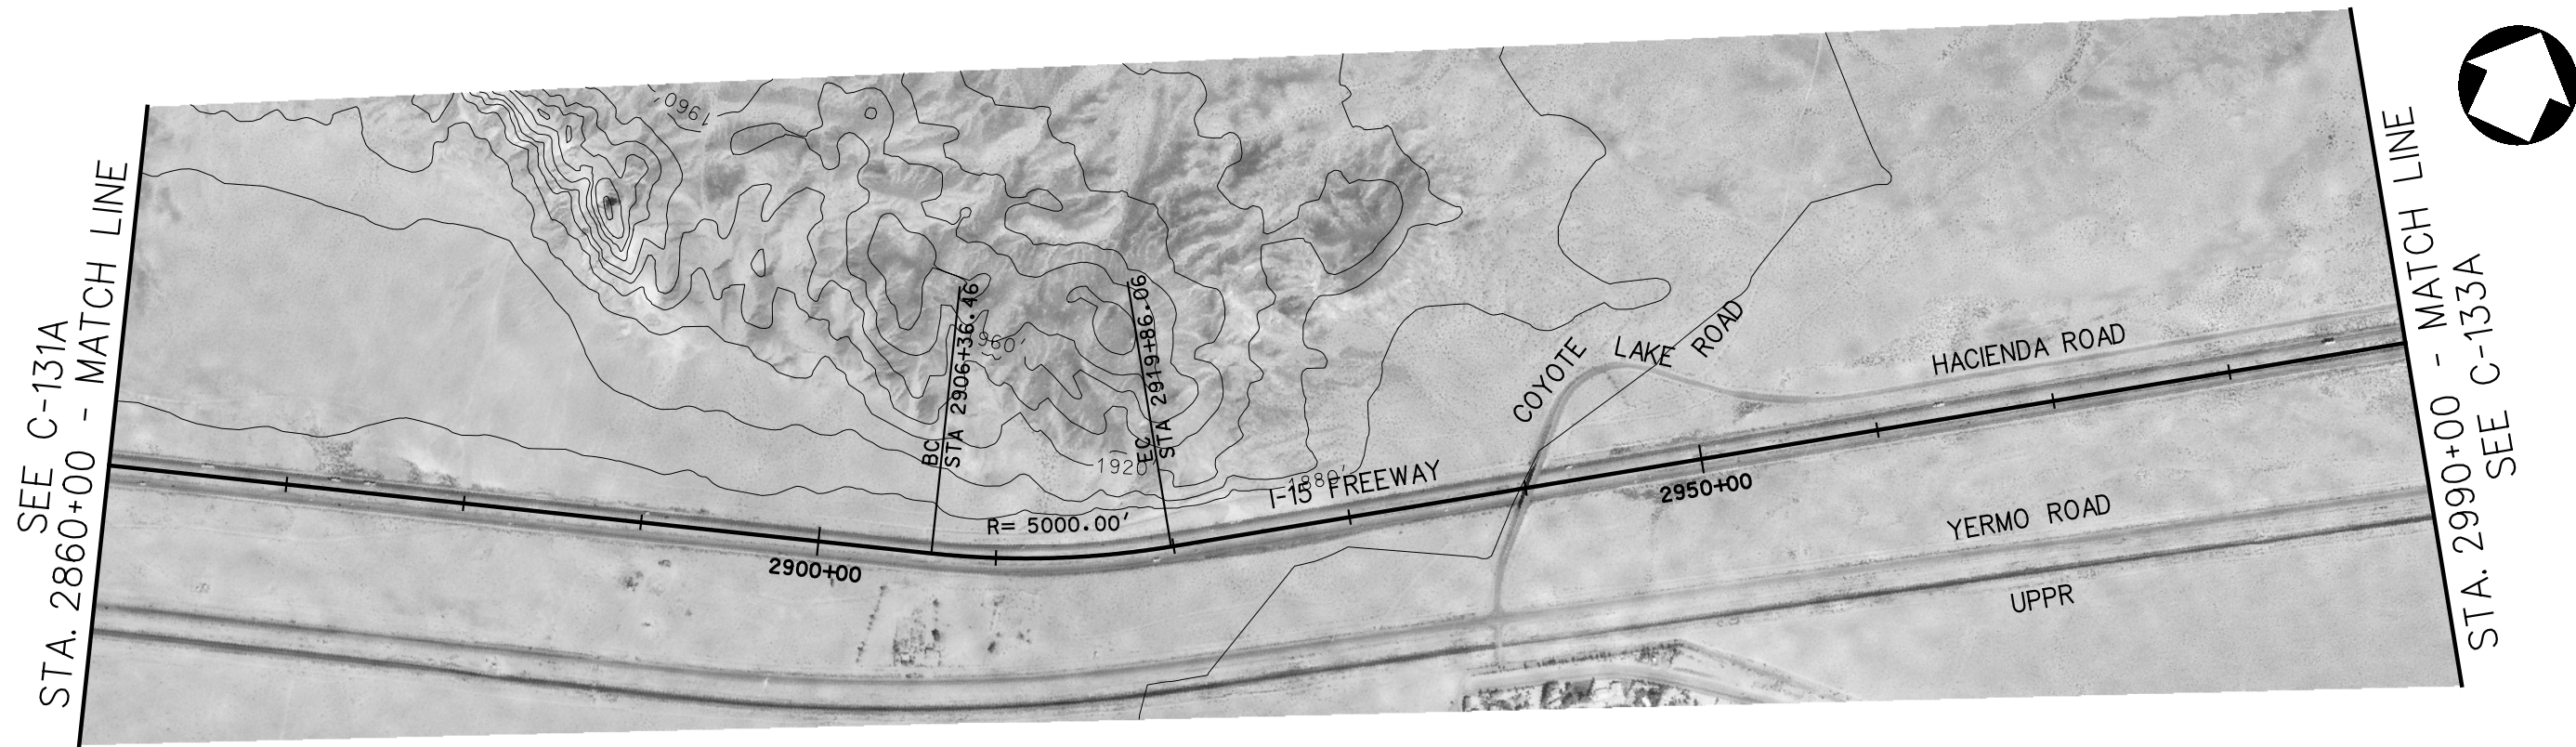 SEE C-131A
STA. 2860+00 - MATCH LINE
1960'
BC
STA 2906+36.46
960'
EC
STA 2919+86.06
1920'
1880'
R= 5000.00'
I-15 FREEWAY
2900+00
2950+00
COYOTE LAKE ROAD
HACIENDA ROAD
YERMO ROAD
UPPR
STA. 2990+00 - MATCH LINE
SEE C-133A